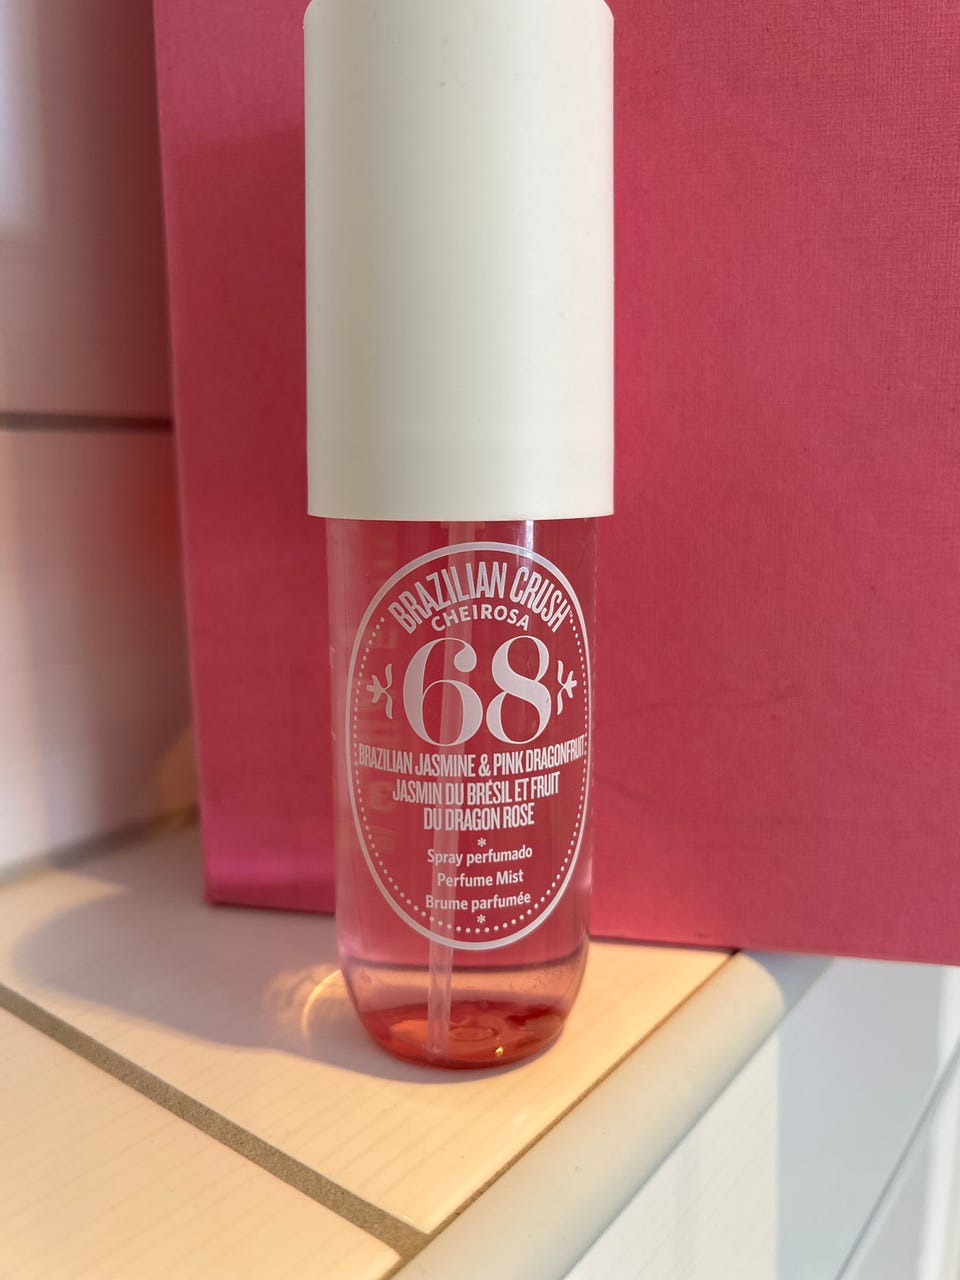 BRAZILIAN CRUSH
CHEIROSA
68
BRAZILIAN JASMINE & PINK DRAGONFRUIT
JASMIN DU BRÉSIL ET FRUIT
DU DRAGON ROSE
*
Spray perfumado
Perfume Mist
Brume parfumée
*